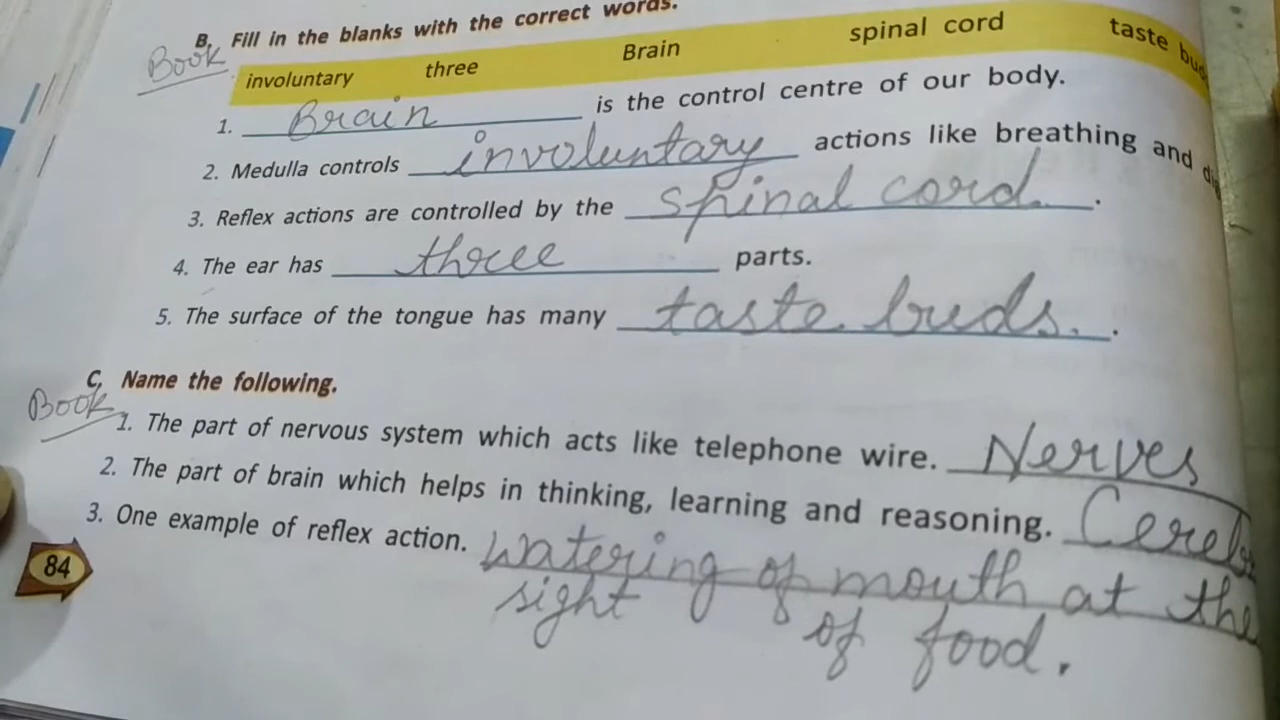 B. Fill in the blanks with the correct words.
Book
involuntary three Brain spinal cord taste
1. Brain is the control centre of our body.
2. Medulla controls involuntary actions like breathing and
3. Reflex actions are controlled by the spinal cord.
4. The ear has three parts.
5. The surface of the tongue has many taste buds.
C. Name the following.
Book
1. The part of nervous system which acts like telephone wire. Nerves
2. The part of brain which helps in thinking, learning and reasoning.
3. One example of reflex action. Watering of mouth at the
sight of food.
84